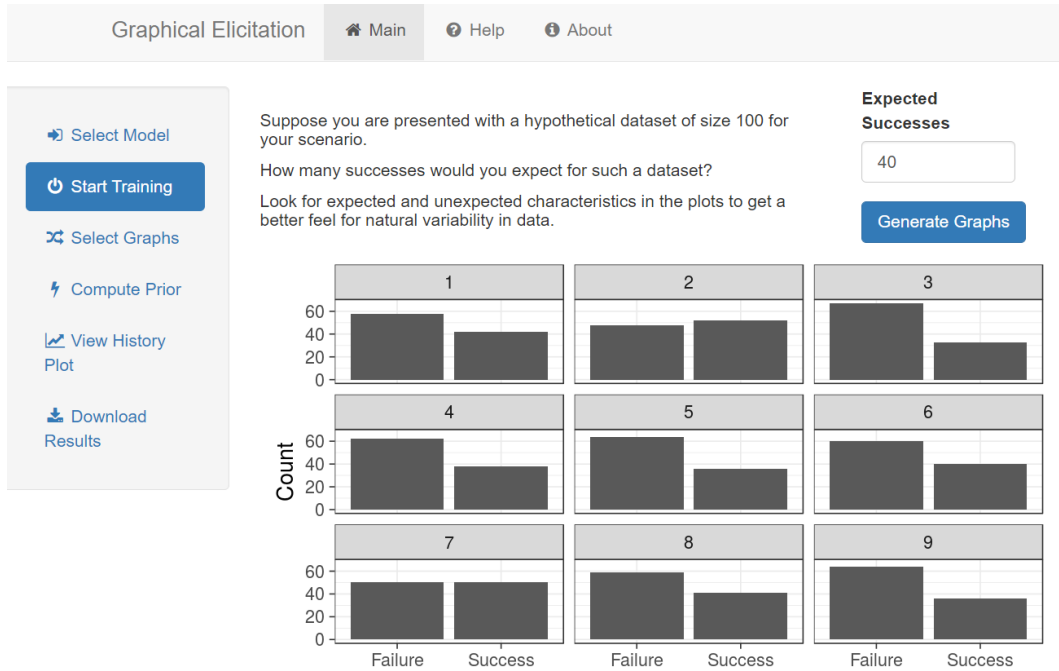 Graphical Elicitation
Main
Help
About
Select Model
Start Training
Select Graphs
Compute Prior
View History
Plot
Download
Results
Suppose you are presented with a hypothetical dataset of size 100 for
your scenario.
How many successes would you expect for such a dataset?
Look for expected and unexpected characteristics in the plots to get a
better feel for natural variability in data.
Expected
Successes
40
Generate Graphs
1
2
3
60
40
20
0
4
5
6
60
40
20
0
Count
7
8
9
60
40
20
0
Failure
Success
Failure
Success
Failure
Success